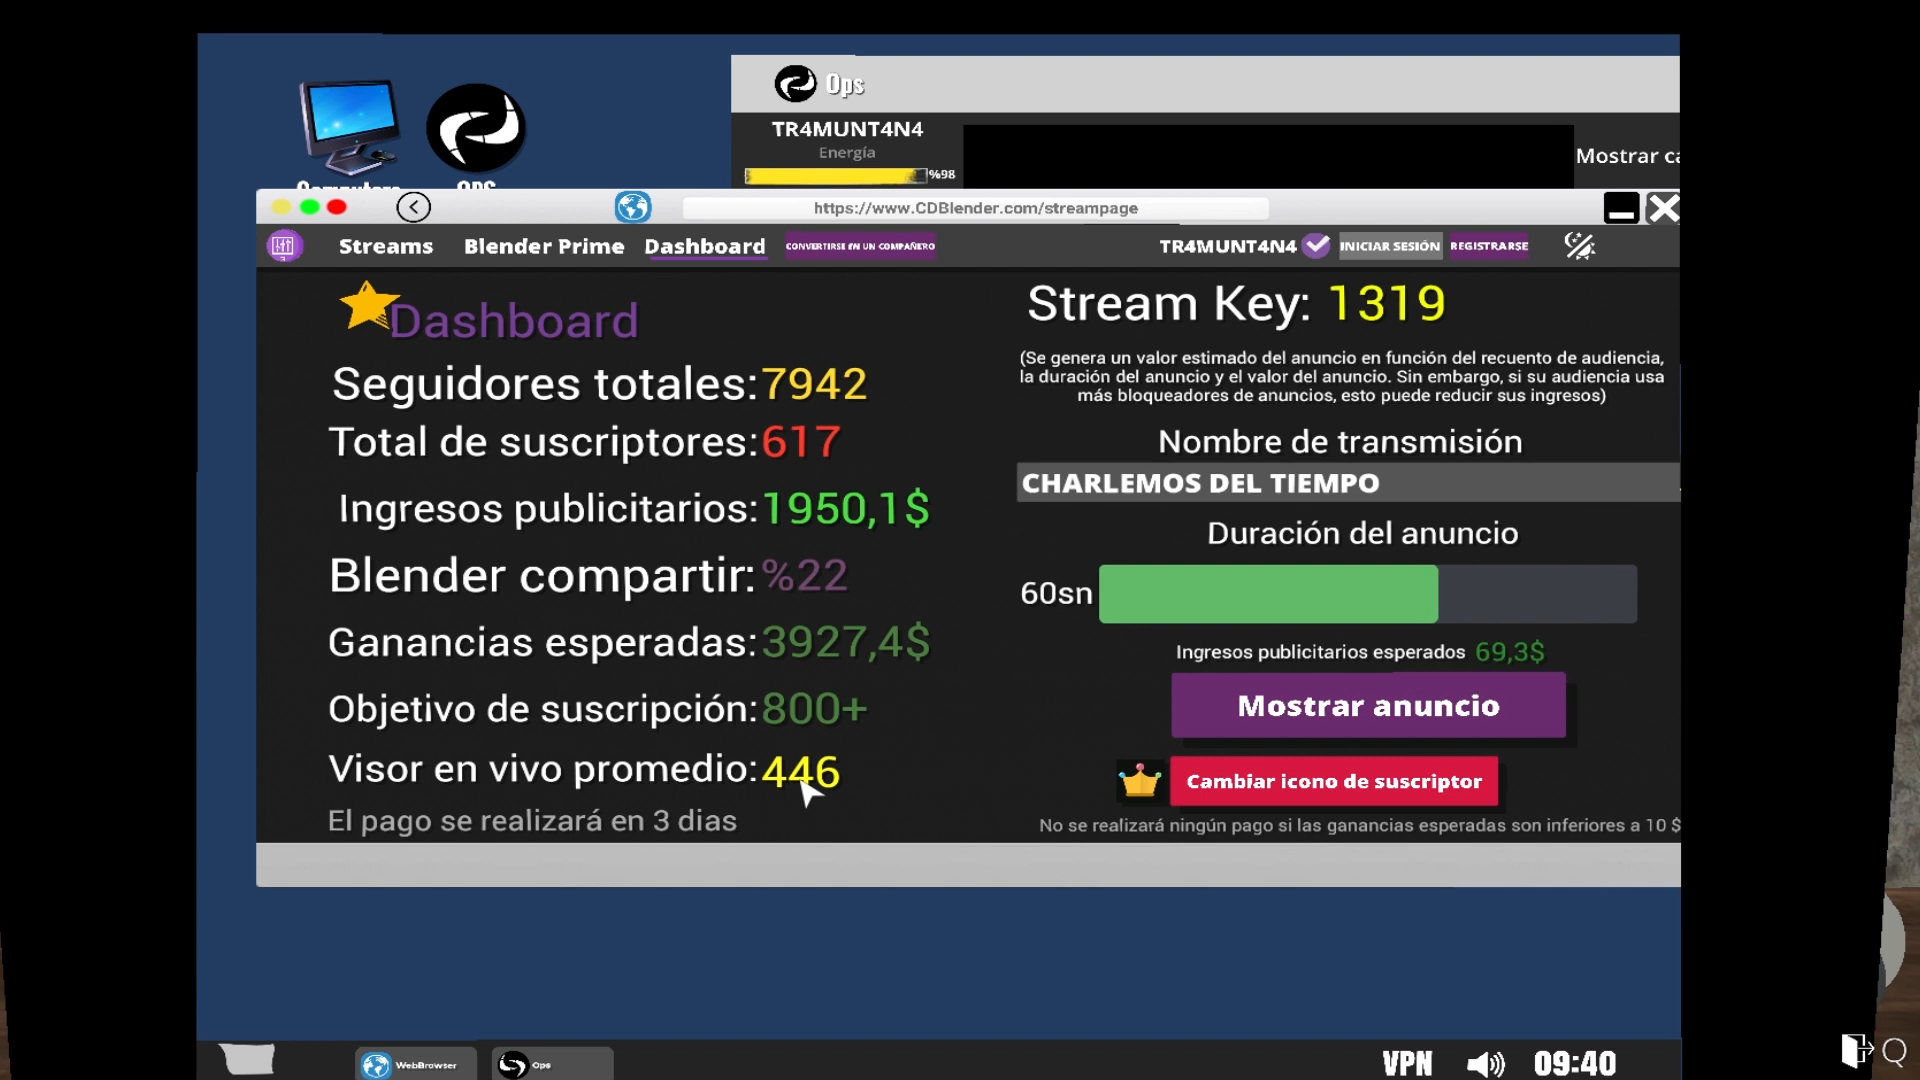 Ops
TR4MUNT4N4
Energía
%98
Mostrar ca
https://www.CDBlender.com/streampage
Streams
Blender Prime
Dashboard
CONVERTIRSE EN UN COMPAÑERO
TR4MUNT4N4
INICIAR SESIÓN
REGISTRARSE
Dashboard
Seguidores totales:7942
Total de suscriptores:617
Ingresos publicitarios:1950,1$
Blender compartir:%22
Ganancias esperadas:3927,4$
Objetivo de suscripción:800+
Visor en vivo promedio:446
El pago se realizará en 3 dias
Stream Key: 1319
(Se genera un valor estimado del anuncio en función del recuento de audiencia,
la duración del anuncio y el valor del anuncio. Sin embargo, si su audiencia usa
más bloqueadores de anuncios, esto puede reducir sus ingresos)
Nombre de transmisión
CHARLEMOS DEL TIEMPO
Duración del anuncio
60sn
Ingresos publicitarios esperados 69,3$
Mostrar anuncio
Cambiar icono de suscriptor
No se realizará ningún pago si las ganancias esperadas son inferiores a 10 $
WebBrowser
Ops
VPN
09:40
Q